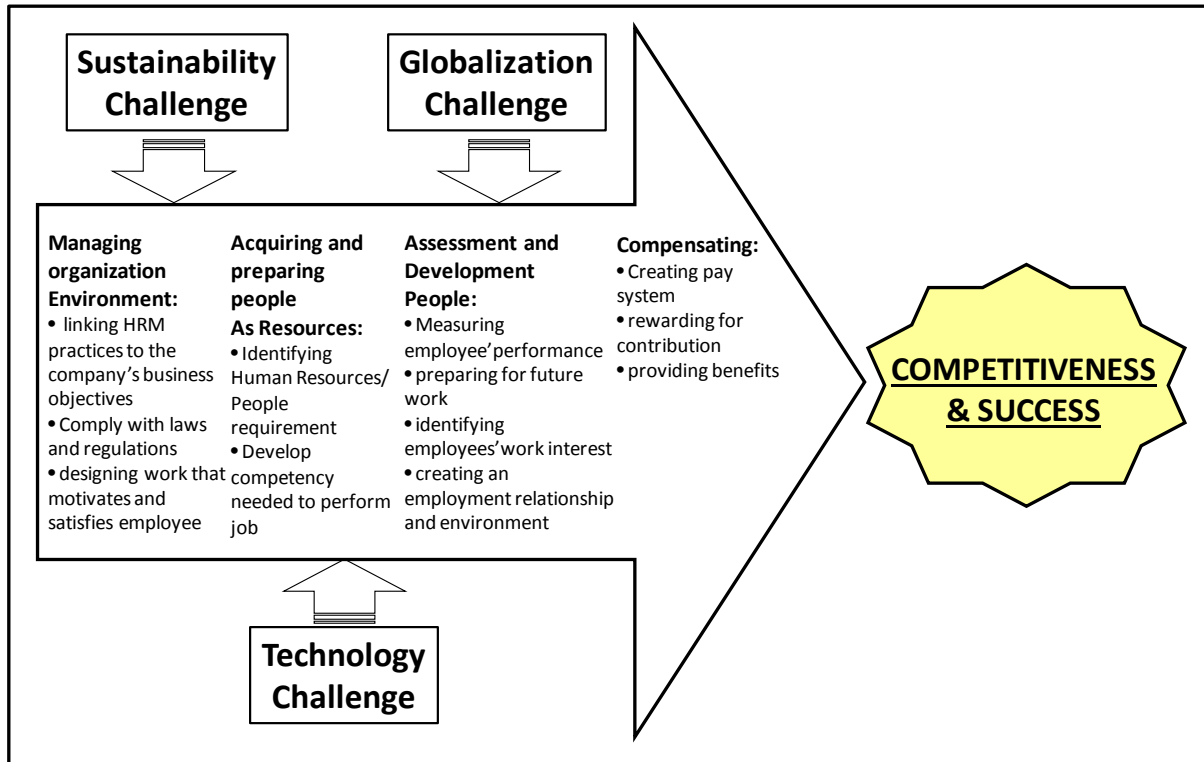 Sustainability
Challenge
Globalization
Challenge
Managing
organization
Environment:
• linking HRM
practices to the
company's business
objectives
• Comply with laws
and regulations
• designing work that
motivates and
satisfies employee
Acquiring and
preparing
people
As Resources:
• Identifying
Human Resources/
People
requirement
• Develop
competency
needed to perform
job
Assessment and
Development
People:
• Measuring
employee'performance
• preparing for future
work
• identifying
employees'work interest
• creating an
employment relationship
and environment
Compensating:
• Creating pay
system
• rewarding for
contribution
• providing benefits
COMPETITIVENESS
& SUCCESS
Technology
Challenge